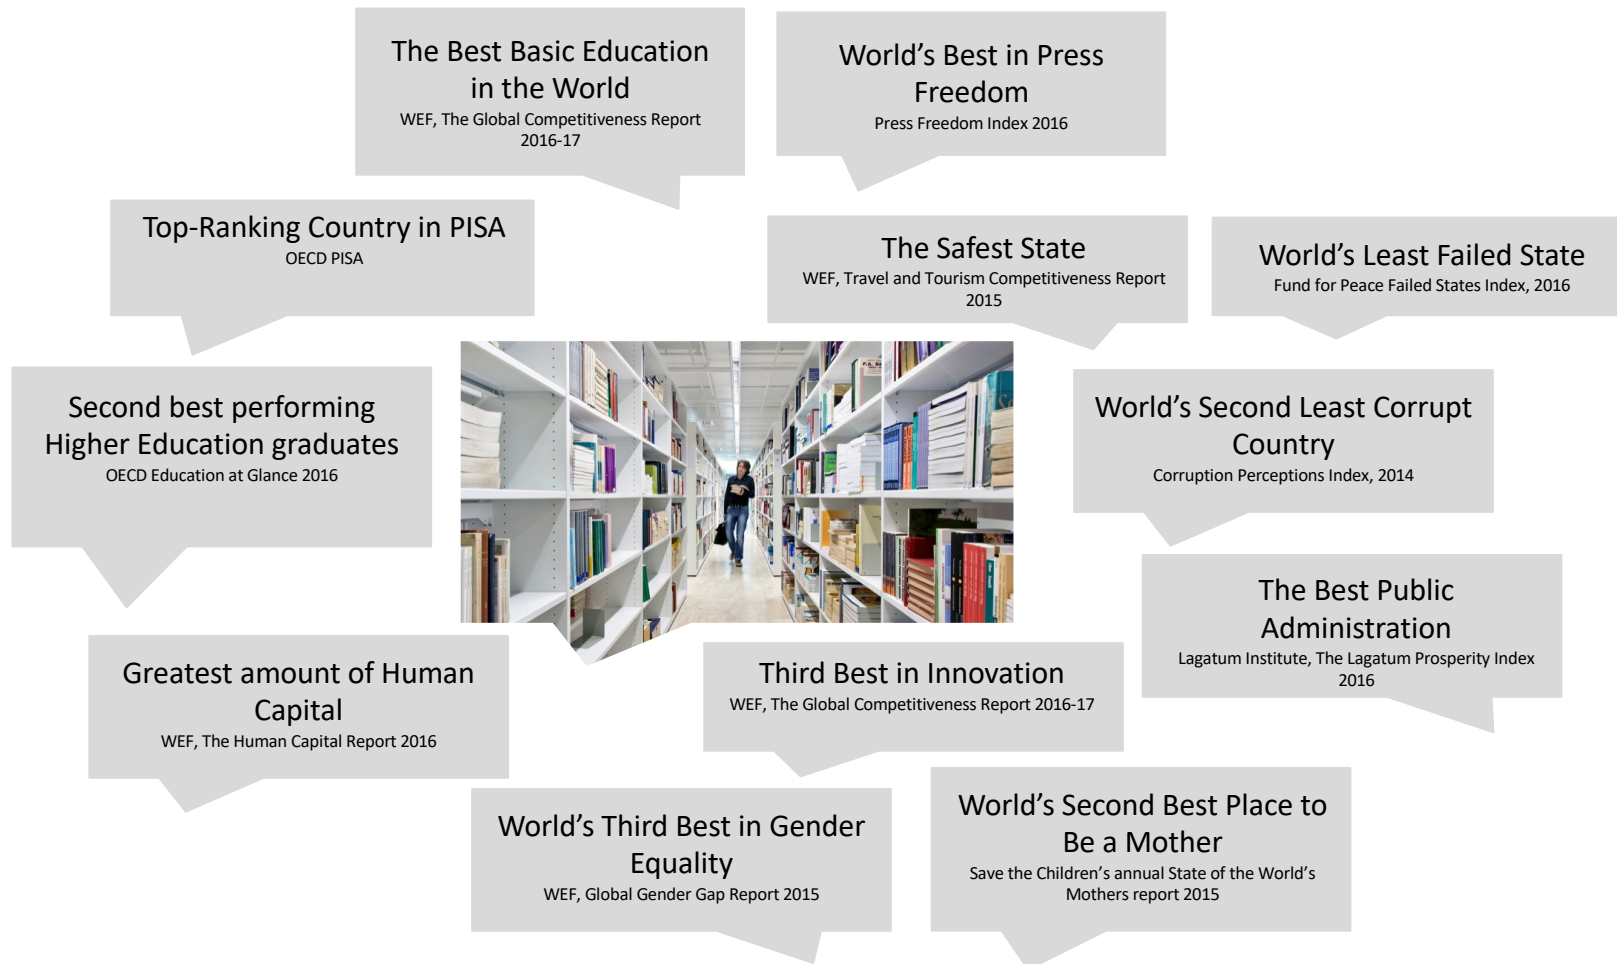 The Best Basic Education
in the World
WEF, The Global Competitiveness Report
2016-17
World's Best in Press
Freedom
Press Freedom Index 2016
Top-Ranking Country in PISA
OECD PISA
The Safest State
WEF, Travel and Tourism Competitiveness Report
2015
World's Least Failed State
Fund for Peace Failed States Index, 2016
Second best performing
Higher Education graduates
OECD Education at Glance 2016
World's Second Least Corrupt
Country
Corruption Perceptions Index, 2014
The Best Public
Administration
Lagatum Institute, The Lagatum Prosperity Index
2016
Greatest amount of Human
Capital
WEF, The Human Capital Report 2016
Third Best in Innovation
WEF, The Global Competitiveness Report 2016-17
World's Third Best in Gender
Equality
WEF, Global Gender Gap Report 2015
World's Second Best Place to
Be a Mother
Save the Children's annual State of the World's
Mothers report 2015